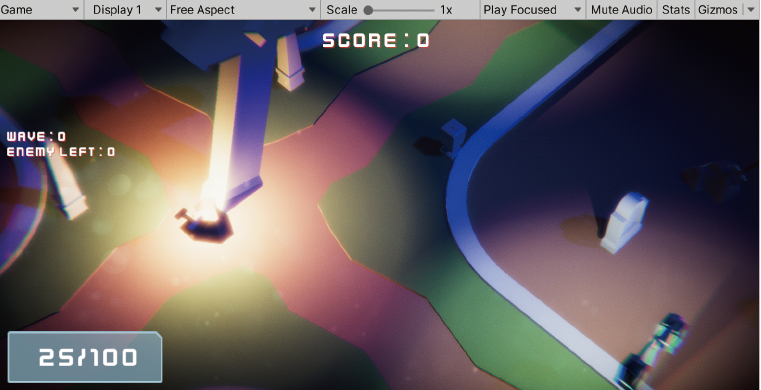 Game Display 1 Free Aspect Scale 1x Play Focused Mute Audio Stats Gizmos
SCORE:0
WAVE:0
ENEMY LEFT:0
25/100